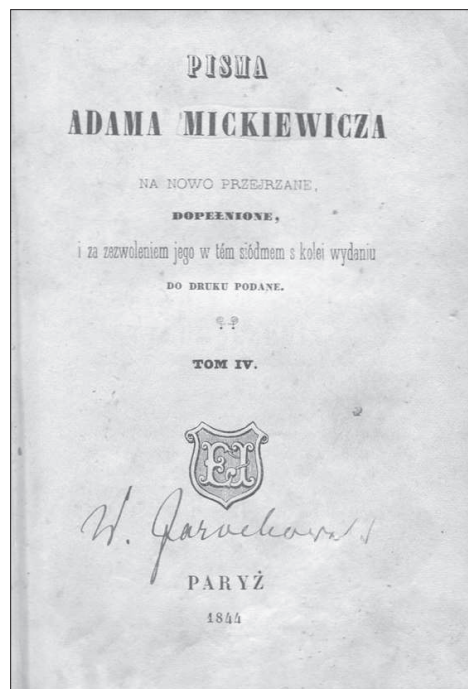 PISMA
ADAMA MICKIEWICZA
NA NOWO PRZEJRZANE,
DOPEŁNIONE,
i za zezwoleniem jego w tém siódmem s kolei wydaniu
DO DRUKU PODANE.
TOM IV.
EJ
W.
PARYŻ
1844